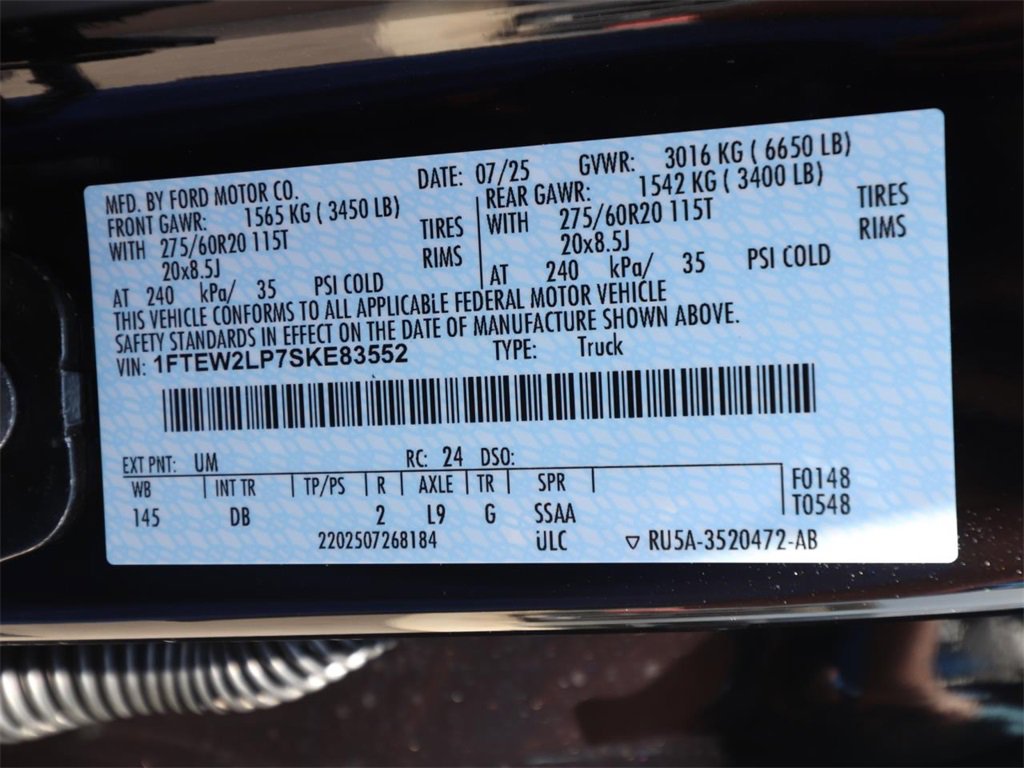 MFD. BY FORD MOTOR CO. DATE: 07/25 GVWR: 3016 KG ( 6650 LB)
FRONT GAWR: 1565 KG ( 3450 LB) REAR GAWR: 1542 KG ( 3400 LB)
WITH 275/60R20 115T TIRES WITH 275/60R20 115T TIRES
20x8.5J RIMS 20x8.5J RIMS
AT 240 kPa/ 35 PSI COLD AT 240 kPa/ 35 PSI COLD
THIS VEHICLE CONFORMS TO ALL APPLICABLE FEDERAL MOTOR VEHICLE
SAFETY STANDARDS IN EFFECT ON THE DATE OF MANUFACTURE SHOWN ABOVE.
VIN: 1FTEW2LP7SKE83552 TYPE: Truck
EXT PNT: UM RC: 24 DSO:
WB INT TR TP/PS R AXLE TR SPR F0148
145 DB 2 L9 G SSAA T0548
2202507268184 ULC ▽ RU5A-3520472-AB